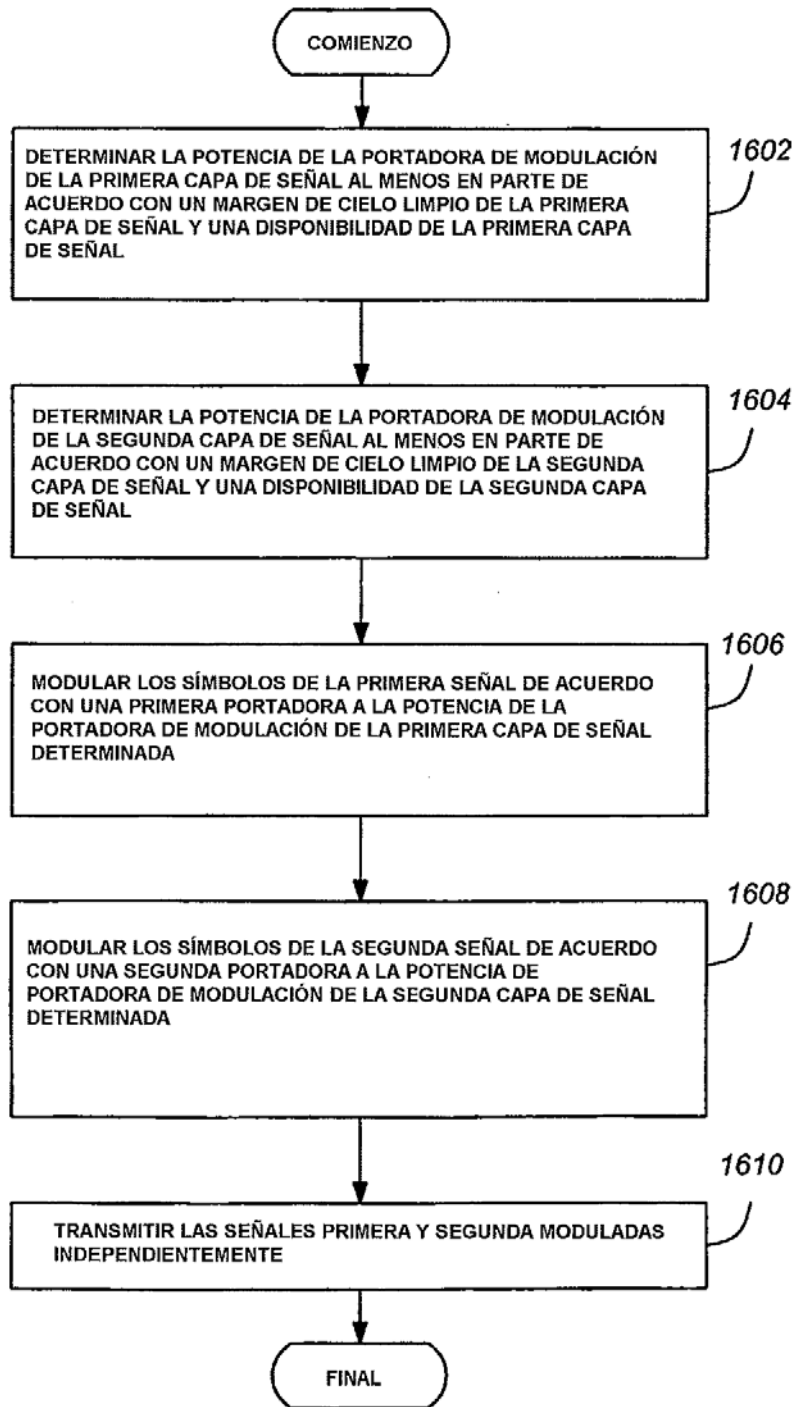 COMIENZO
DETERMINAR LA POTENCIA DE LA PORTADORA DE MODULACIÓN
DE LA PRIMERA CAPA DE SEÑAL AL MENOS EN PARTE DE
ACUERDO CON UN MARGEN DE CIELO LIMPIO DE LA PRIMERA
CAPA DE SEÑAL Y UNA DISPONIBILIDAD DE LA PRIMERA CAPA
DE SEÑAL
1602
DETERMINAR LA POTENCIA DE LA PORTADORA DE MODULACIÓN
DE LA SEGUNDA CAPA DE SEÑAL AL MENOS EN PARTE DE
ACUERDO CON UN MARGEN DE CIELO LIMPIO DE LA SEGUNDA
CAPA DE SEÑAL Y UNA DISPONIBILIDAD DE LA SEGUNDA CAPA
DE SEÑAL
1604
MODULAR LOS SÍMBOLOS DE LA PRIMERA SEÑAL DE ACUERDO
CON UNA PRIMERA PORTADORA A LA POTENCIA DE LA
PORTADORA DE MODULACIÓN DE LA PRIMERA CAPA DE SEÑAL
DETERMINADA
1606
MODULAR LOS SÍMBOLOS DE LA SEGUNDA SEÑAL DE ACUERDO
CON UNA SEGUNDA PORTADORA A LA POTENCIA DE
PORTADORA DE MODULACIÓN DE LA SEGUNDA CAPA DE SEÑAL
DETERMINADA
1608
TRANSMITIR LAS SEÑALES PRIMERA Y SEGUNDA MODULADAS
INDEPENDIENTEMENTE
1610
FINAL